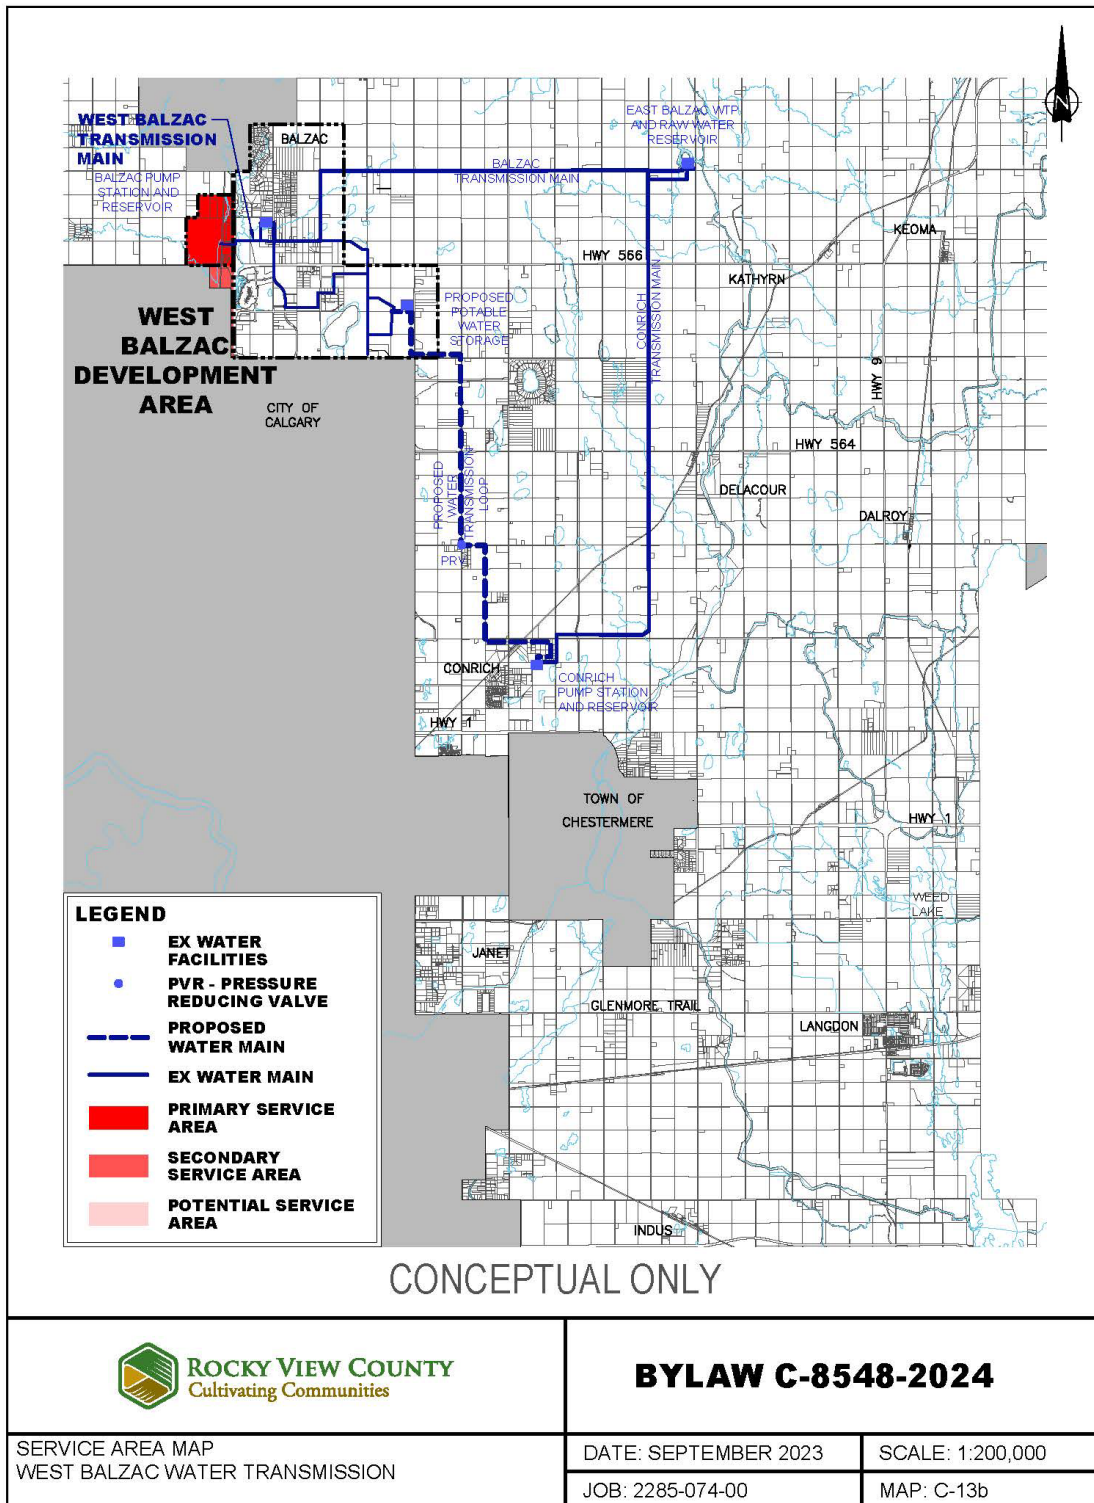 N
WEST BALZAC
TRANSMISSION
MAIN
BALZAC PUMP
STATION AND
RESERVOIR
BALZAC
EAST BALZAC WTP
AND RAW WATER
RESERVOIR
BALZAC
TRANSMISSION MAIN
KEOMA
HWY 566
KATHYRN
CONRICH
TRANSMISSION MAIN
PROPOSED
POTABLE
WATER
STORAGE
WEST
BALZAC
DEVELOPMENT
AREA
CITY OF
CALGARY
HWY 9
HWY 564
PROPOSED
WATER
TRANSMISSION
LOOP
DELACOUR
DALROY
PRV
CONRICH
CONRICH
PUMP STATION
AND RESERVOIR
HWY 1
TOWN OF
CHESTERMERE
HWY 1
WEED
LAKE
JANET
GLENMORE TRAIL
LANGDON
INDUS
LEGEND
EX WATER
FACILITIES
PVR - PRESSURE
REDUCING VALVE
PROPOSED
WATER MAIN
EX WATER MAIN
PRIMARY SERVICE
AREA
SECONDARY
SERVICE AREA
POTENTIAL SERVICE
AREA
CONCEPTUAL ONLY
ROCKY VIEW COUNTY
Cultivating Communities
BYLAW C-8548-2024
SERVICE AREA MAP
WEST BALZAC WATER TRANSMISSION
DATE: SEPTEMBER 2023
SCALE: 1:200,000
JOB: 2285-074-00
MAP: C-13b